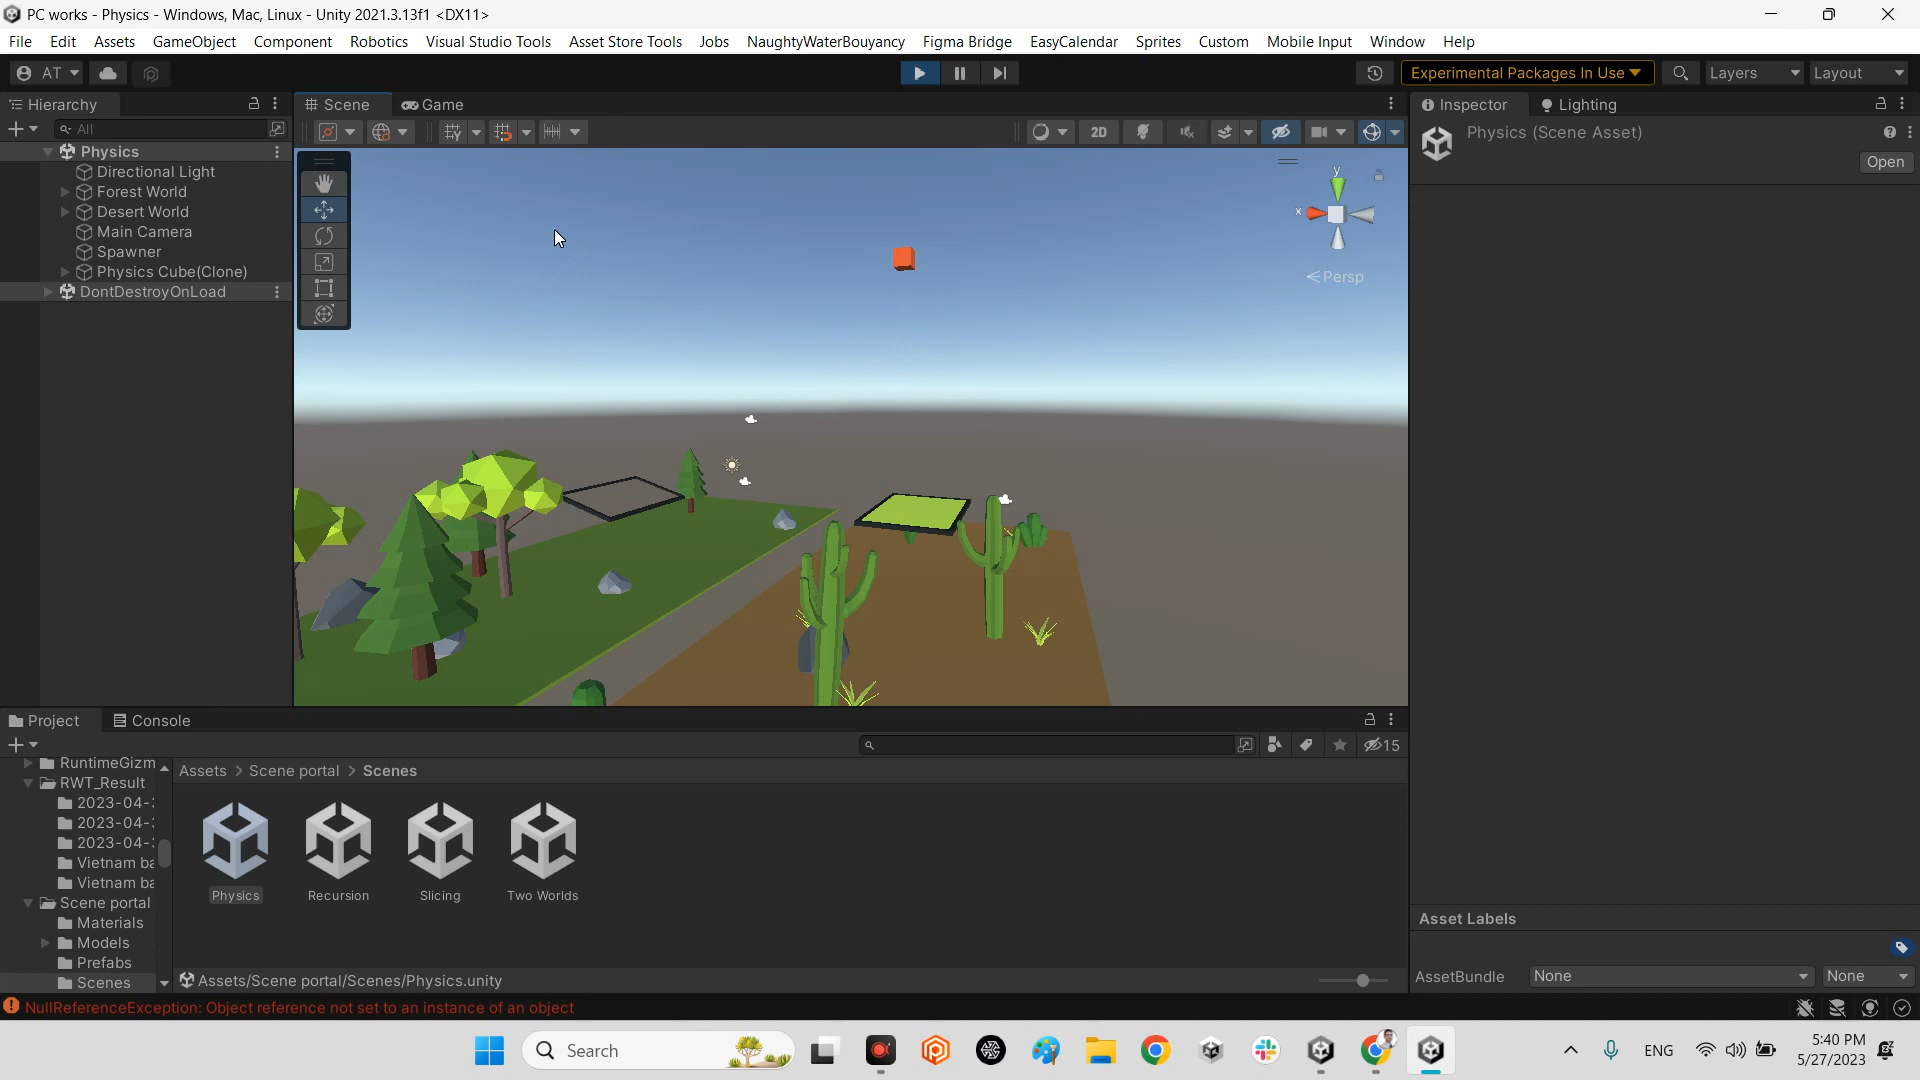 PC works - Physics - Windows, Mac, Linux - Unity 2021.3.13f1 <DX11>
File Edit Assets GameObject Component Robotics Visual Studio Tools Asset Store Tools Jobs NaughtyWaterBouyancy Figma Bridge EasyCalendar Sprites Custom Mobile Input Window Help
AT Experimental Packages In Use Layers Layout
Hierarchy Scene Game Inspector Lighting
All 2D Physics (Scene Asset)
Open
Physics
Directional Light
Forest World
Desert World
Main Camera
Spawner
Physics Cube(Clone)
DontDestroyOnLoad
y
x
Persp
Project Console
15
RuntimeGizm
RWT_Result
2023-04-
2023-04-
2023-04-
Vietnam ba
Vietnam ba
Scene portal
Materials
Models
Prefabs
Scenes
Assets > Scene portal > Scenes
Physics Recursion Slicing Two Worlds
Assets/Scene portal/Scenes/Physics.unity
Asset Labels
AssetBundle None None
NullReferenceException: Object reference not set to an instance of an object
Search ENG
5:40 PM
5/27/2023